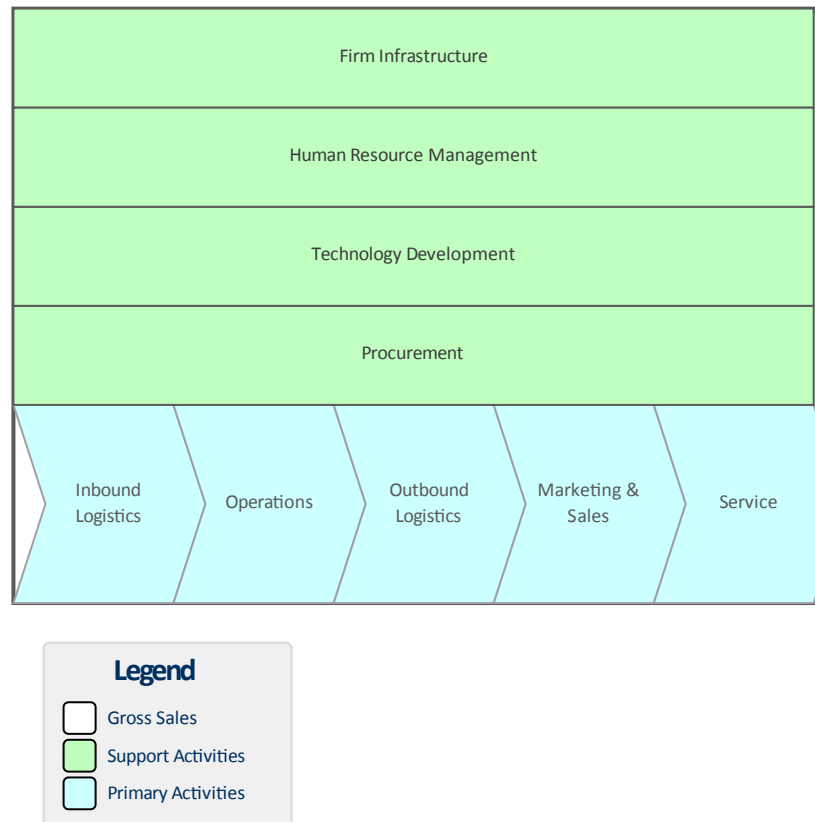 Firm Infrastructure
Human Resource Management
Technology Development
Procurement
Inbound
Logistics
Operations
Outbound
Logistics
Marketing &
Sales
Service
Legend
Gross Sales
Support Activities
Primary Activities